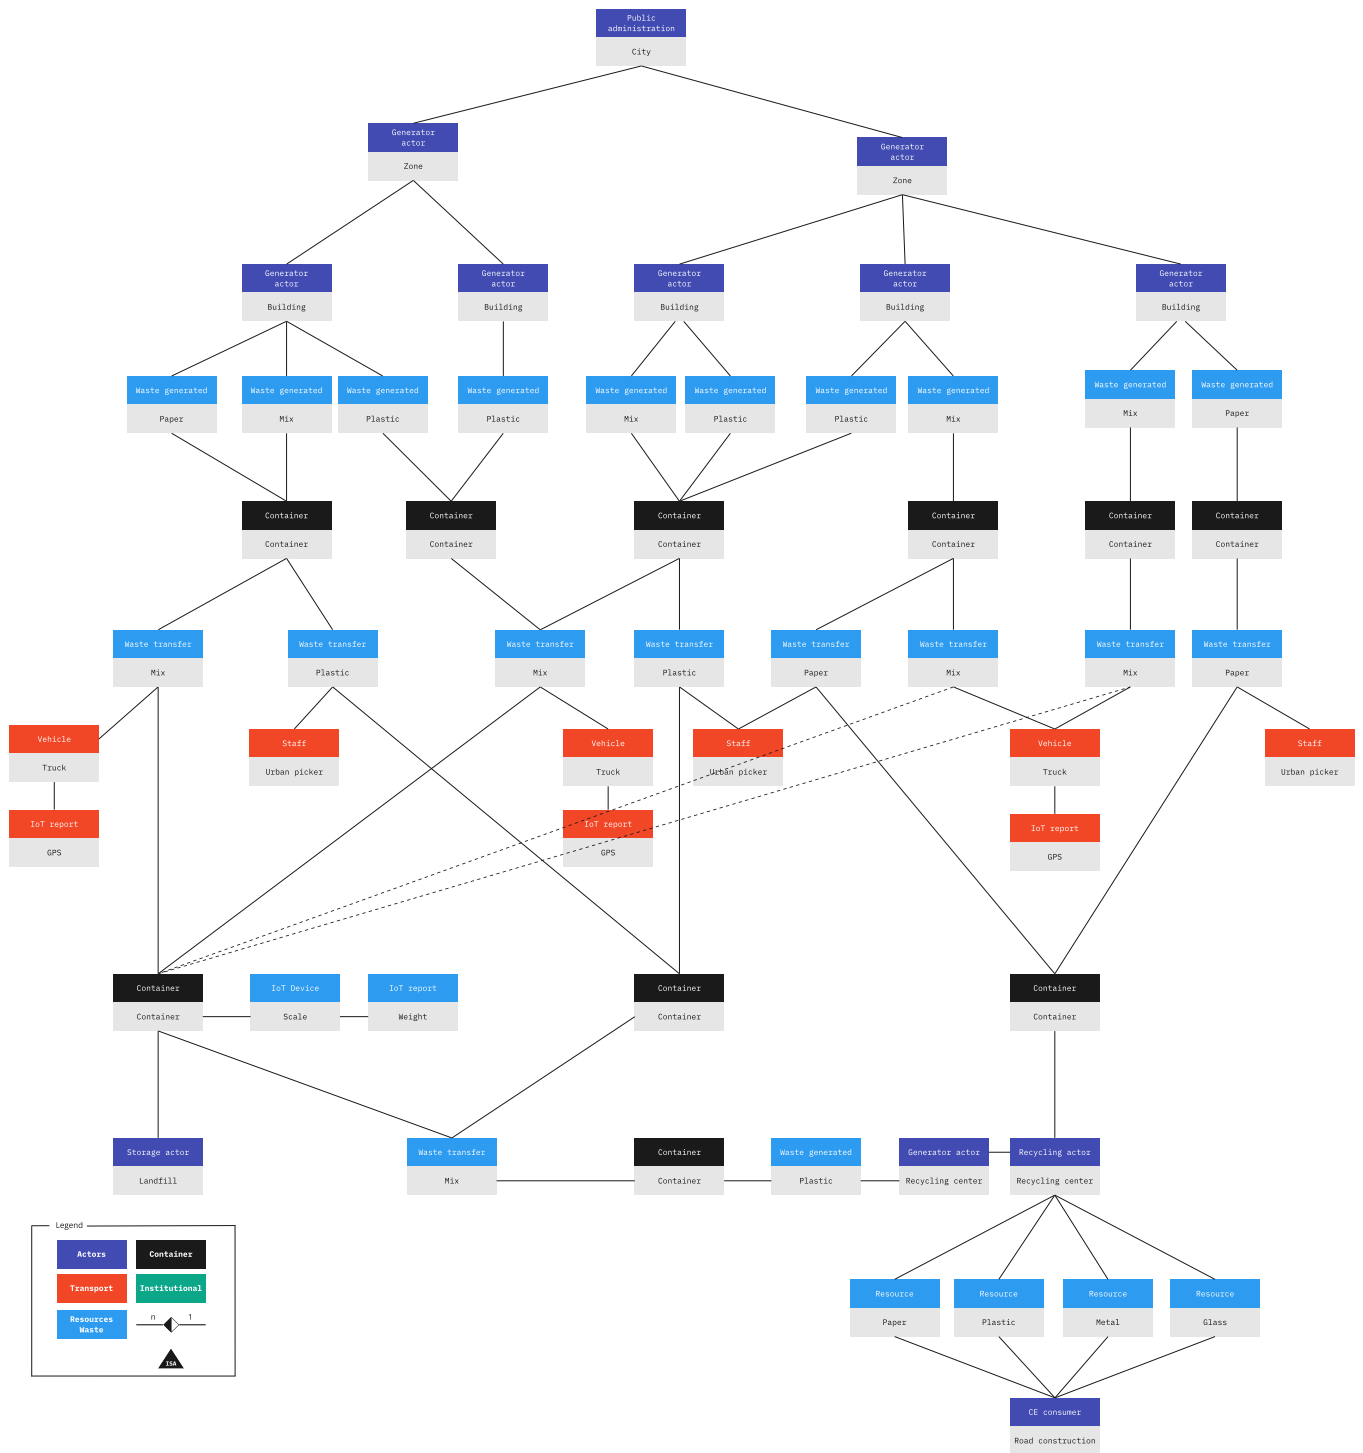 Public
administration
City
Generator
actor
Zone
Generator
actor
Zone
Generator
actor
Building
Generator
actor
Building
Generator
actor
Building
Generator
actor
Building
Generator
actor
Building
Waste generated
Paper
Waste generated
Mix
Waste generated
Plastic
Waste generated
Plastic
Waste generated
Mix
Waste generated
Plastic
Waste generated
Plastic
Waste generated
Mix
Waste generated
Mix
Waste generated
Paper
Container
Container
Container
Container
Container
Container
Container
Container
Container
Container
Container
Container
Waste transfer
Mix
Waste transfer
Plastic
Waste transfer
Mix
Waste transfer
Plastic
Waste transfer
Paper
Waste transfer
Mix
Waste transfer
Mix
Waste transfer
Paper
Vehicle
Truck
Staff
Urban picker
Vehicle
Truck
Staff
Urban picker
Vehicle
Truck
Staff
Urban picker
IoT report
GPS
IoT report
GPS
IoT report
GPS
Container
Container
IoT Device
Scale
IoT report
Weight
Container
Container
Container
Container
Storage actor
Landfill
Waste transfer
Mix
Container
Container
Waste generated
Plastic
Generator actor
Recycling center
Recycling actor
Recycling center
Legend
Actors
Container
Transport
Institutional
Resources
Waste
n
1
ISA
Resource
Paper
Resource
Plastic
Resource
Metal
Resource
Glass
CE consumer
Road construction